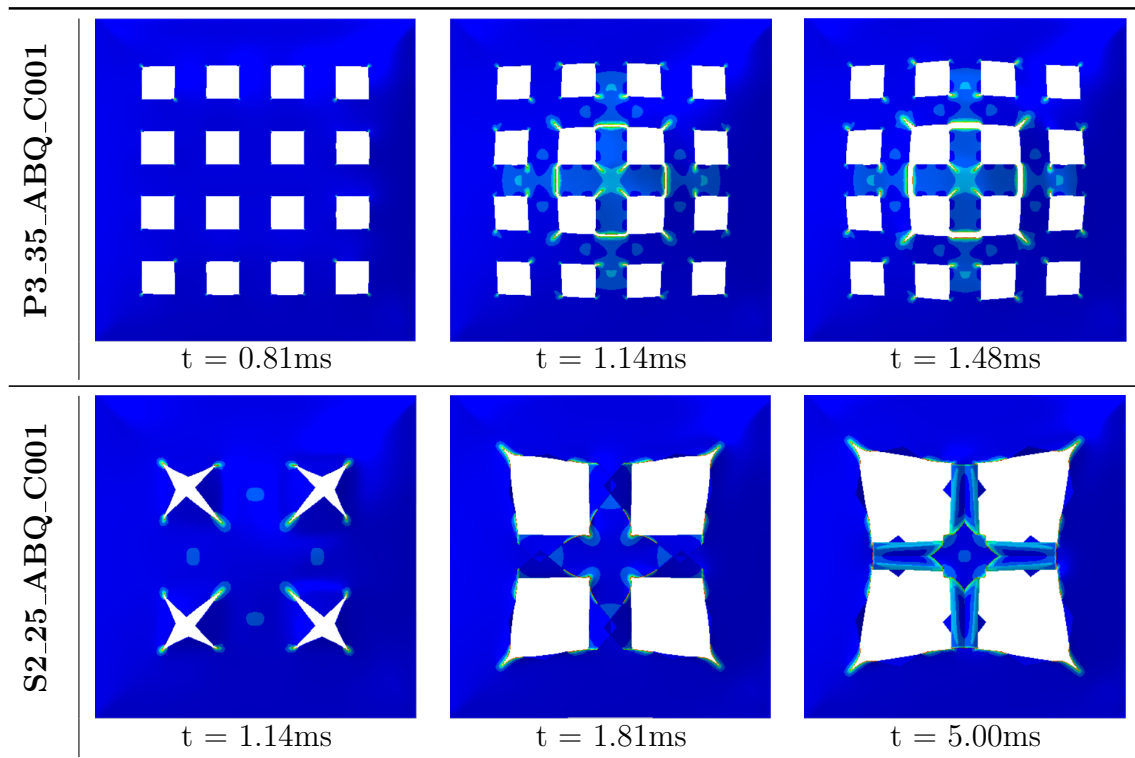 P3_35_ABQ_C001
t = 0.81ms
t = 1.14ms
t = 1.48ms
S2_25_ABQ_C001
t = 1.14ms
t = 1.81ms
t = 5.00ms